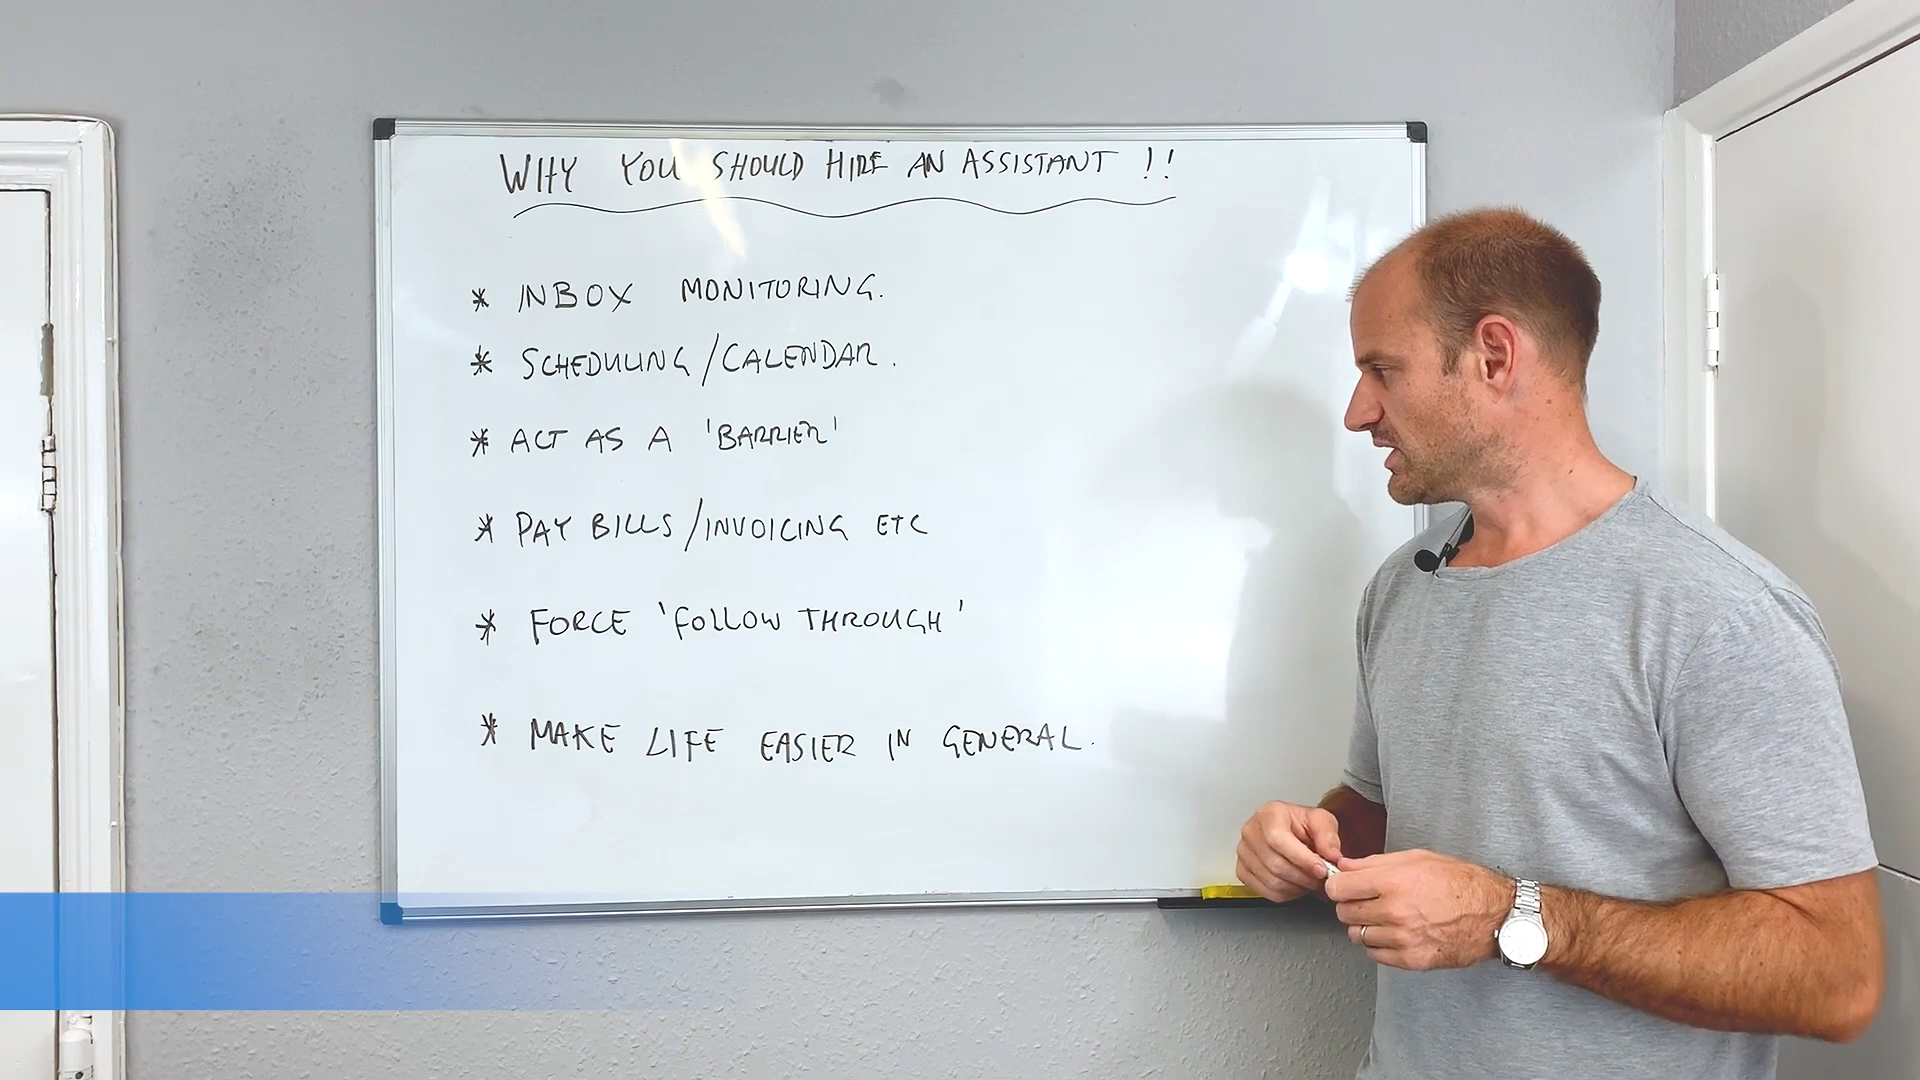 WHY YOU SHOULD HIRE AN ASSISTANT !!
* INBOX MONITORING.
* SCHEDULING/CALENDAR.
* ACT AS A 'BARRIER'
* PAY BILLS/INVOICING ETC
* FORCE 'FOLLOW THROUGH'
* MAKE LIFE EASIER IN GENERAL.